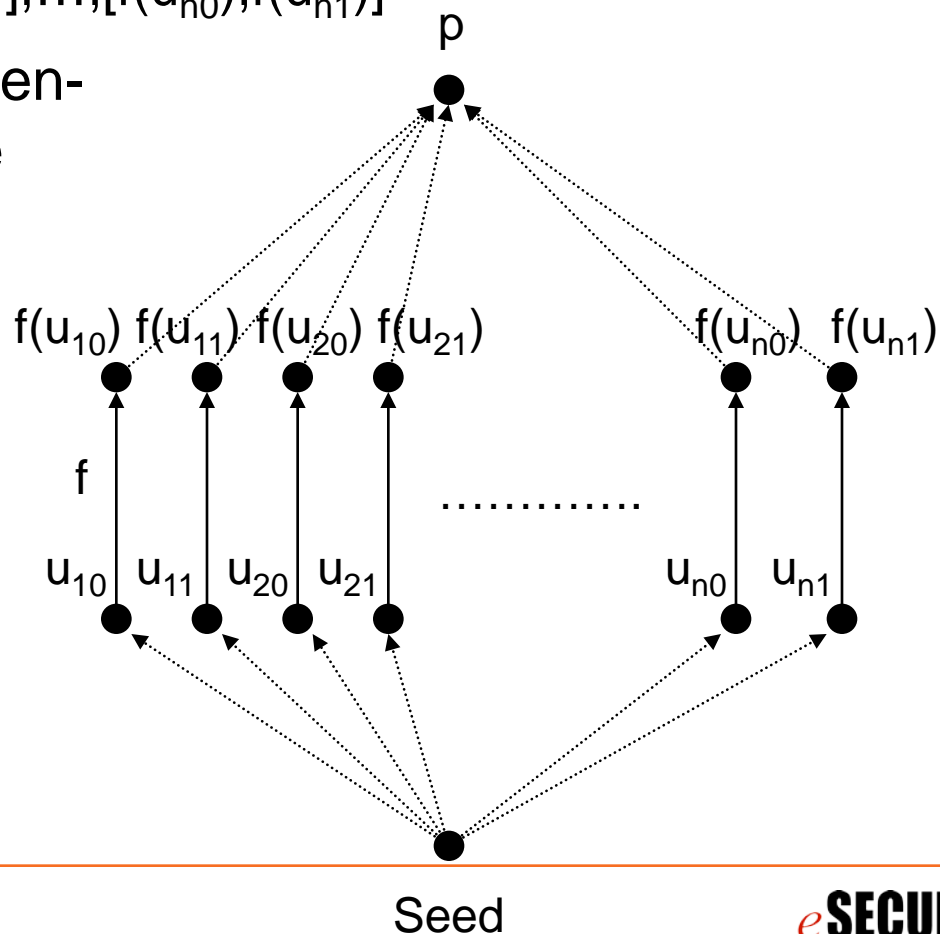 p
en-
f(u10) f(u11) f(u20) f(u21) f(un0) f(un1)
f
.............
u10 u11 u20 u21 un0 un1
Seed